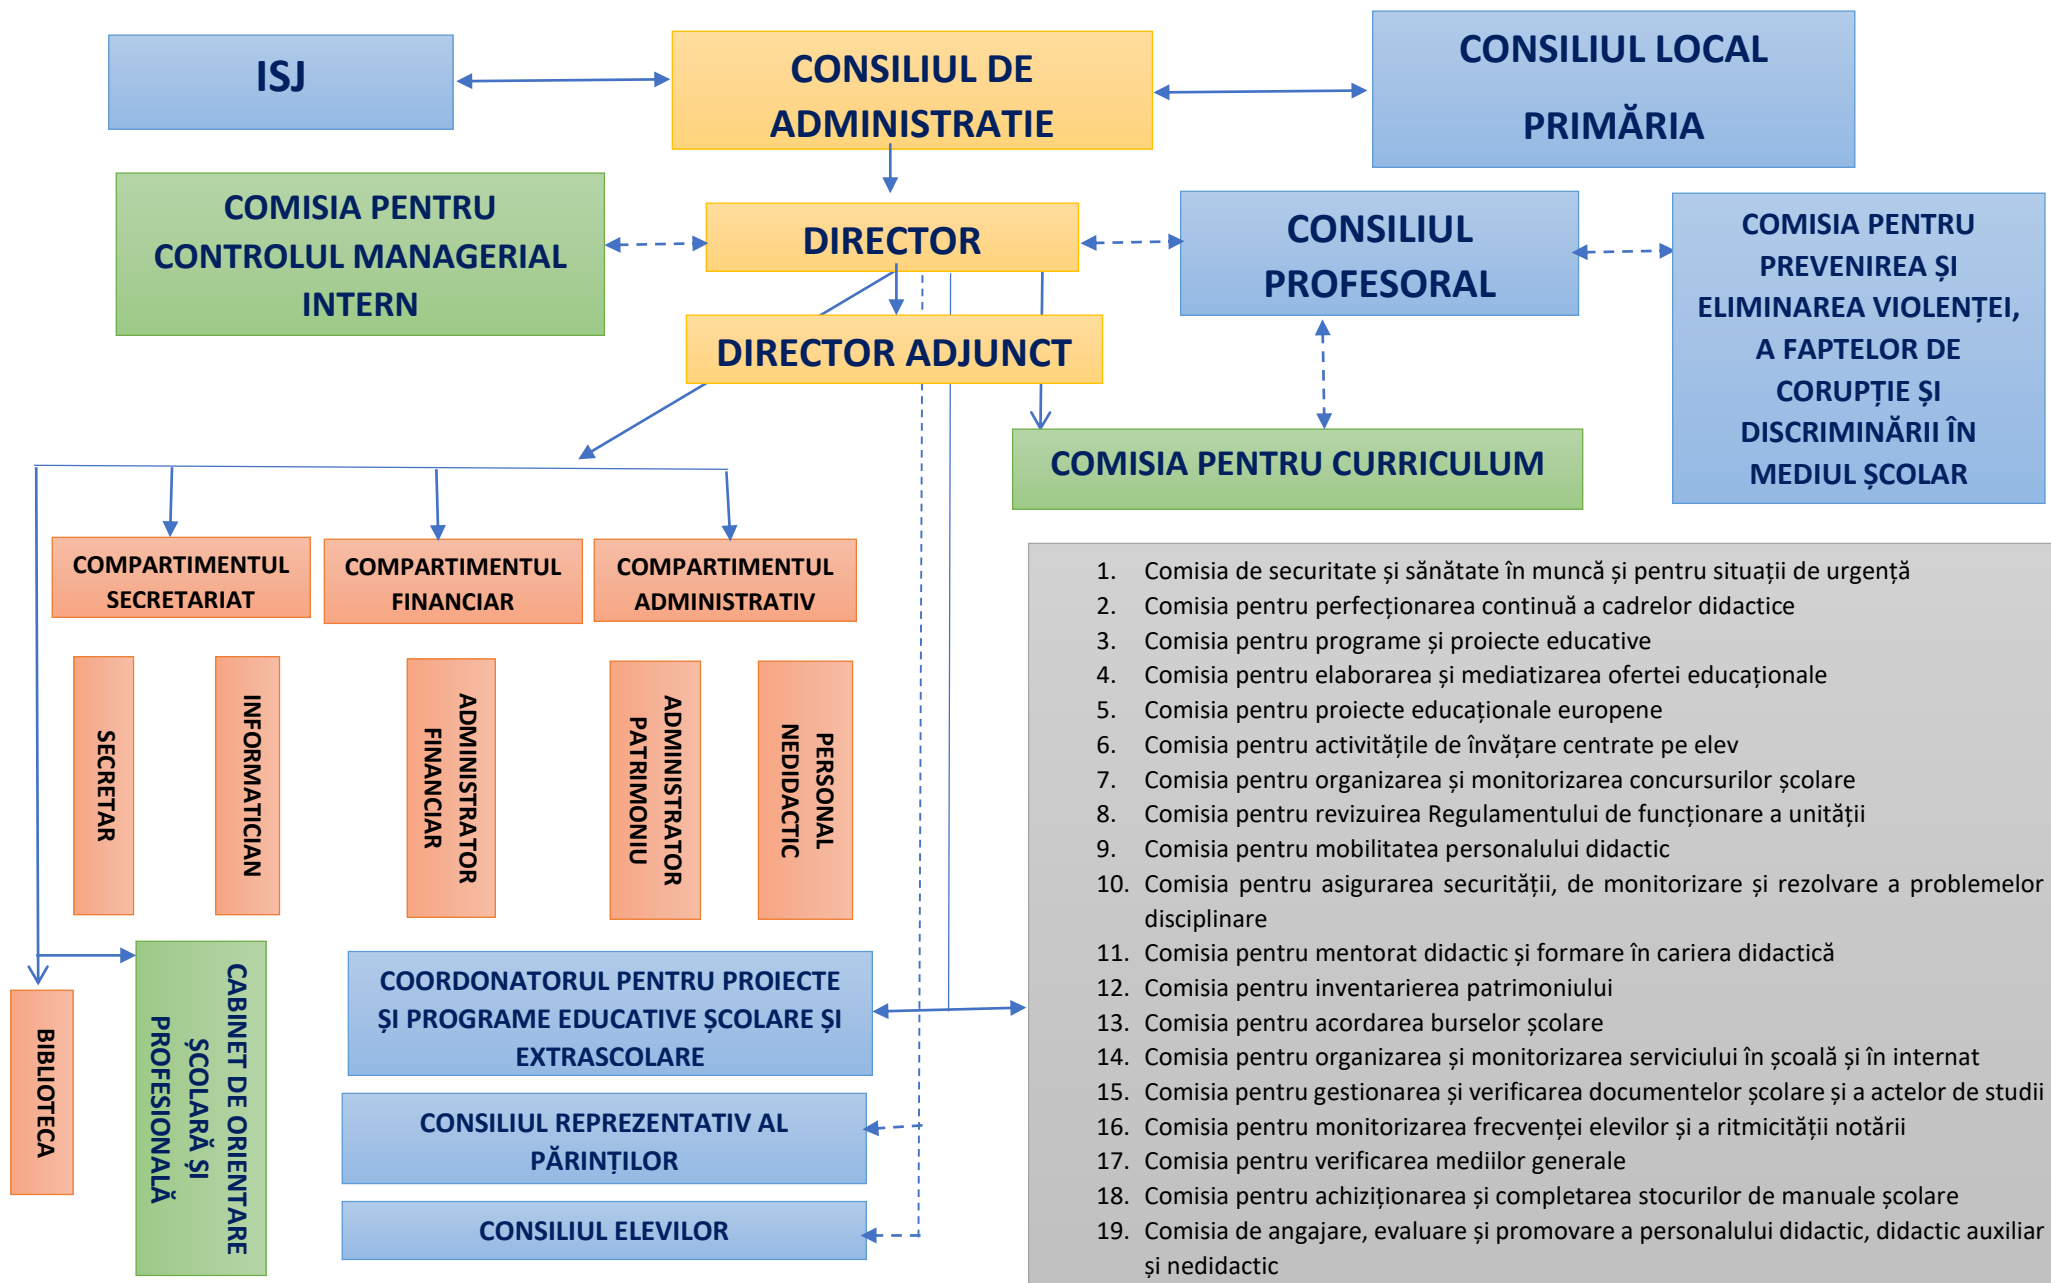 ISJ
CONSILIUL DE
ADMINISTRATIE
CONSILIUL LOCAL
PRIMĂRIA
COMISIA PENTRU
CONTROLUL MANAGERIAL
INTERN
DIRECTOR
CONSILIUL
PROFESORAL
COMISIA PENTRU
PREVENIREA ȘI
ELIMINAREA VIOLENȚEI,
A FAPTELOR DE
CORUPȚIE ȘI
DISCRIMINĂRII ÎN
MEDIUL ȘCOLAR
DIRECTOR ADJUNCT
COMISIA PENTRU CURRICULUM
COMPARTIMENTUL
SECRETARIAT
COMPARTIMENTUL
FINANCIAR
COMPARTIMENTUL
ADMINISTRATIV
SECRETAR
INFORMATICIAN
ADMINISTRATOR
FINANCIAR
ADMINISTRATOR
PATRIMONIU
PERSONAL
NEDIDACTIC
BIBLIOTECA
CABINET DE ORIENTARE
ȘCOLARĂ ȘI
PROFESIONALĂ
COORDONATORUL PENTRU PROIECTE
ȘI PROGRAME EDUCATIVE ȘCOLARE ȘI
EXTRASCOLARE
CONSILIUL REPREZENTATIV AL
PĂRINȚILOR
CONSILIUL ELEVILOR
1. Comisia de securitate și sănătate în muncă și pentru situații de urgență
2. Comisia pentru perfecționarea continuă a cadrelor didactice
3. Comisia pentru programe și proiecte educative
4. Comisia pentru elaborarea și mediatizarea ofertei educaționale
5. Comisia pentru proiecte educaționale europene
6. Comisia pentru activitățile de învățare centrate pe elev
7. Comisia pentru organizarea și monitorizarea concursurilor școlare
8. Comisia pentru revizuirea Regulamentului de funcționare a unității
9. Comisia pentru mobilitatea personalului didactic
10. Comisia pentru asigurarea securității, de monitorizare și rezolvare a problemelor
disciplinare
11. Comisia pentru mentorat didactic și formare în cariera didactică
12. Comisia pentru inventarierea patrimoniului
13. Comisia pentru acordarea burselor școlare
14. Comisia pentru organizarea și monitorizarea serviciului în școală și în internat
15. Comisia pentru gestionarea și verificarea documentelor școlare și a actelor de studii
16. Comisia pentru monitorizarea frecvenței elevilor și a ritmicității notării
17. Comisia pentru verificarea mediilor generale
18. Comisia pentru achiziționarea și completarea stocurilor de manuale școlare
19. Comisia de angajare, evaluare și promovare a personalului didactic, didactic auxiliar
și nedidactic